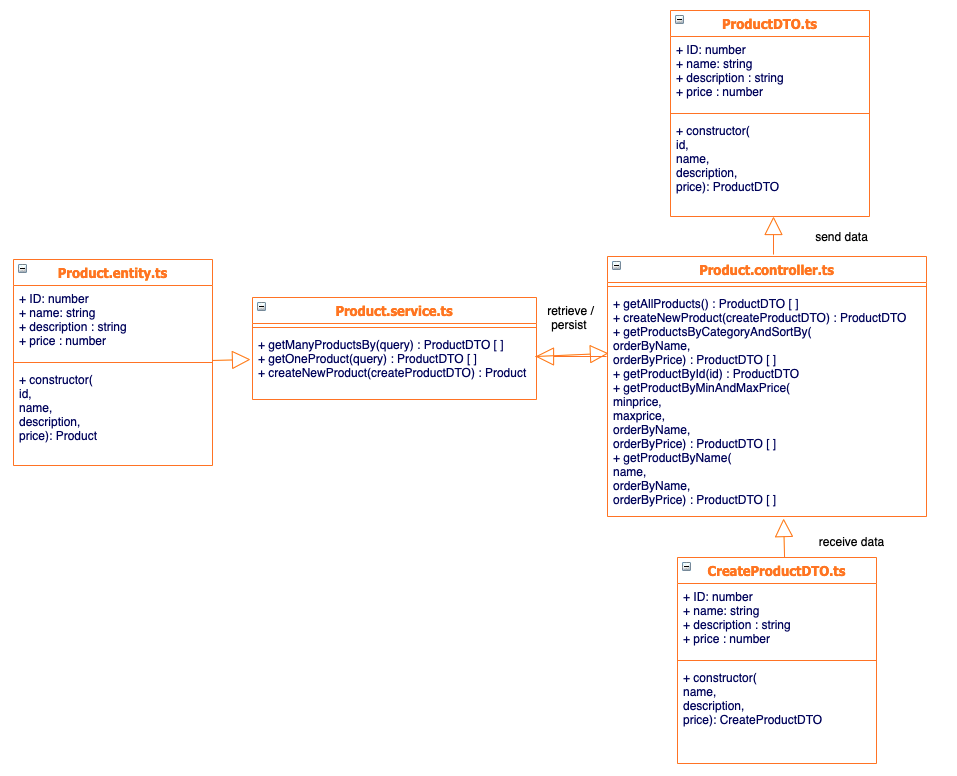 ProductDTO.ts
+ ID: number
+ name: string
+ description : string
+ price : number
+ constructor(
id,
name,
description,
price): ProductDTO
send data
Product.entity.ts
+ ID: number
+ name: string
+ description : string
+ price : number
+ constructor(
id,
name,
description,
price): Product
Product.service.ts
+ getManyProductsBy(query) : ProductDTO [ ]
+ getOneProduct(query) : ProductDTO [ ]
+ createNewProduct(createProductDTO) : Product
retrieve /
persist
Product.controller.ts
+ getAllProducts() : ProductDTO [ ]
+ createNewProduct(createProductDTO) : ProductDTO
+ getProductsByCategoryAndSortBy(
orderByName,
orderByPrice) : ProductDTO [ ]
+ getProductById(id) : ProductDTO
+ getProductByMinAndMaxPrice(
minprice,
maxprice,
orderByName,
orderByPrice) : ProductDTO [ ]
+ getProductByName(
name,
orderByName,
orderByPrice) : ProductDTO [ ]
receive data
CreateProductDTO.ts
+ ID: number
+ name: string
+ description : string
+ price : number
+ constructor(
name,
description,
price): CreateProductDTO